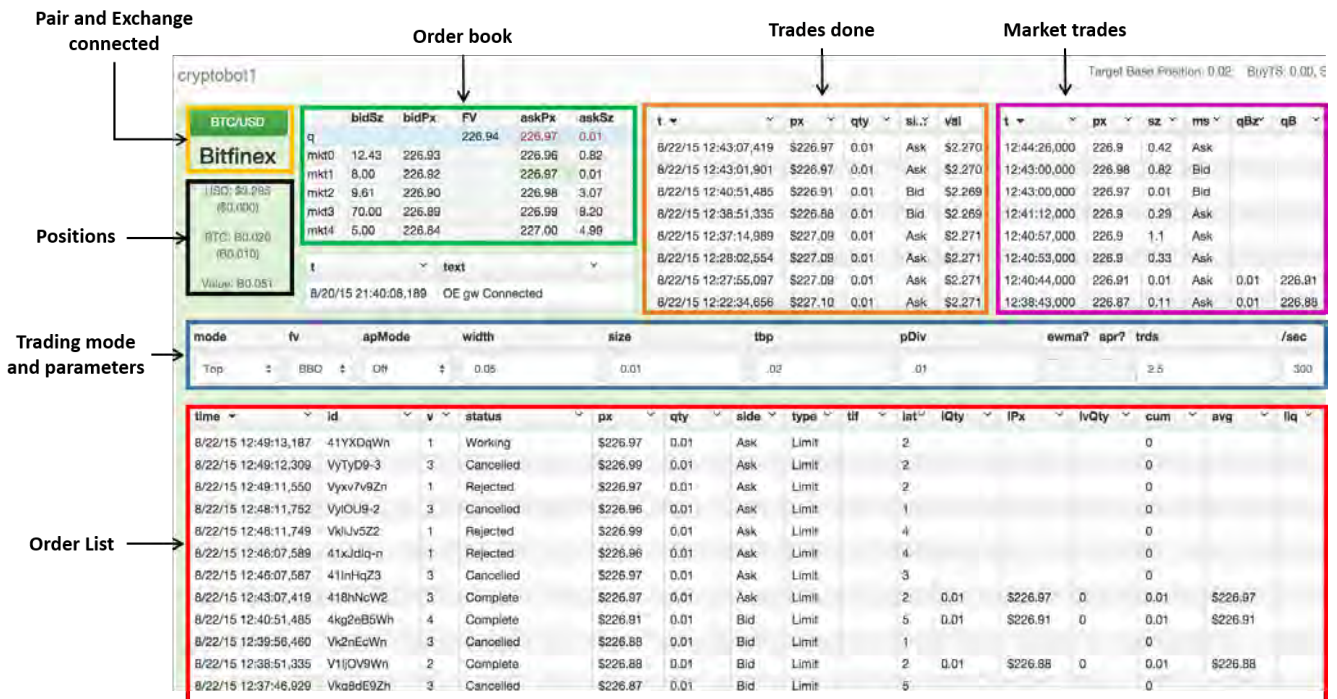 Pair and Exchange connected
Order book
Trades done
Market trades
cryptobot1
Target Base Position: 0.02 BuyTS: 0.00, S
BTC/USD
Bitfinex
bidSz bidPx FV askPx askSz
q 226.94 226.97 0.01
mkt0 12.43 226.93 226.96 0.82
mkt1 8.00 226.92 226.97 0.01
mkt2 9.61 226.90 226.98 3.07
mkt3 70.00 226.89 226.99 8.20
mkt4 5.00 226.84 227.00 4.99
Positions
USD: $0.295
($0.000)
BTC: B0.020
(B0.010)
Value: B0.051
t text
8/20/15 21:40:08,189 OE gw Connected
t px qty si... val
8/22/15 12:43:07,419 $226.97 0.01 Ask $2.270
8/22/15 12:43:01,901 $226.97 0.01 Ask $2.270
8/22/15 12:40:51,485 $226.91 0.01 Bid $2.269
8/22/15 12:38:51,335 $226.88 0.01 Bid $2.269
8/22/15 12:37:14,989 $227.09 0.01 Ask $2.271
8/22/15 12:28:02,554 $227.09 0.01 Ask $2.271
8/22/15 12:27:55,097 $227.09 0.01 Ask $2.271
8/22/15 12:22:34,656 $227.10 0.01 Ask $2.271
t px sz ms qBz qB
12:44:26,000 226.9 0.42 Ask
12:43:00,000 226.98 0.82 Bid
12:43:00,000 226.97 0.01 Bid
12:41:12,000 226.9 0.29 Ask
12:40:57,000 226.9 1.1 Ask
12:40:53,000 226.9 0.33 Ask
12:40:44,000 226.91 0.01 Ask 0.01 226.91
12:38:43,000 226.87 0.11 Ask 0.01 226.88
Trading mode and parameters
mode fv apMode width size tbp pDiv ewma? apr? trds /sec
Top BBO Off 0.05 0.01 .02 .01 2.5 300
Order List
time id v status px qty side type tif lat lQty lPx lvQty cum avg liq
8/22/15 12:49:13,187 41YXDqWn 1 Working $226.97 0.01 Ask Limit 2 0
8/22/15 12:49:12,309 VyTyD9-3 3 Cancelled $226.99 0.01 Ask Limit 2 0
8/22/15 12:49:11,550 Vyxv7v9Zn 1 Rejected $226.97 0.01 Ask Limit 2 0
8/22/15 12:48:11,752 VylOU9-2 3 Cancelled $226.96 0.01 Ask Limit 1 0
8/22/15 12:48:11,749 VkliJv5Z2 1 Rejected $226.99 0.01 Ask Limit 4 0
8/22/15 12:46:07,589 41xJdlq-n 1 Rejected $226.96 0.01 Ask Limit 4 0
8/22/15 12:46:07,587 41InHqZ3 3 Cancelled $226.97 0.01 Ask Limit 3 0
8/22/15 12:43:07,419 418hNcW2 3 Complete $226.97 0.01 Ask Limit 2 0.01 $226.97 0 0.01 $226.97
8/22/15 12:40:51,485 4kg2eB5Wh 4 Complete $226.91 0.01 Bid Limit 5 0.01 $226.91 0 0.01 $226.91
8/22/15 12:39:56,460 Vk2nEcWn 3 Cancelled $226.88 0.01 Bid Limit 1 0
8/22/15 12:38:51,335 V1IjOV9Wn 2 Complete $226.88 0.01 Bid Limit 2 0.01 $226.88 0 0.01 $226.88
8/22/15 12:37:46,929 Vkg8dE9Zh 3 Cancelled $226.87 0.01 Bid Limit 5 0